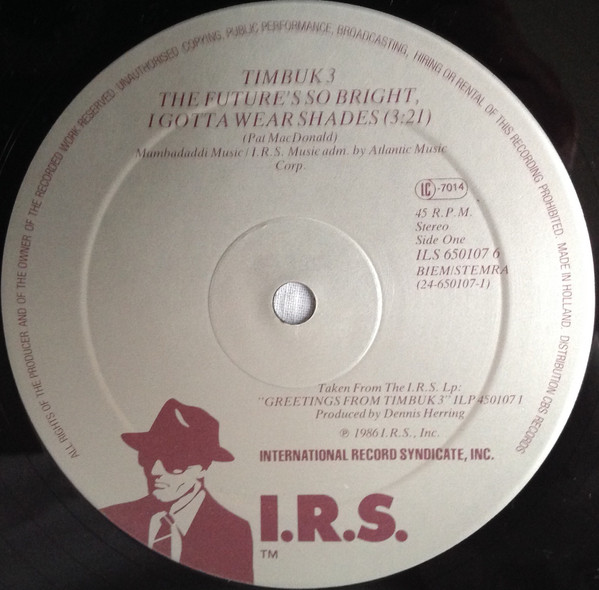 ALL RIGHTS OF THE PRODUCER AND OF THE OWNER OF THE RECORDED WORK RESERVED. UNAUTHORISED COPYING, PUBLIC PERFORMANCE, BROADCASTING, HIRING OR RENTAL OF THIS RECORDING PROHIBITED. MADE IN HOLLAND. DISTRIBUTION CBS RECORDS
TIMBUK 3
THE FUTURE'S SO BRIGHT,
I GOTTA WEAR SHADES (3:21)
(Pat MacDonald)
Mambadaddi Music / I.R.S. Music adm. by Atlantic Music
Corp.
LC-7014
45 R.P.M.
Stereo
Side One
ILS 650107 6
BIEM/STEMRA
(24-650107-1)
Taken From The I.R.S. Lp:
"GREETINGS FROM TIMBUK 3" ILP 450107 1
Produced by Dennis Herring
℗ 1986 I.R.S., Inc.
INTERNATIONAL RECORD SYNDICATE, INC.
I.R.S.
TM